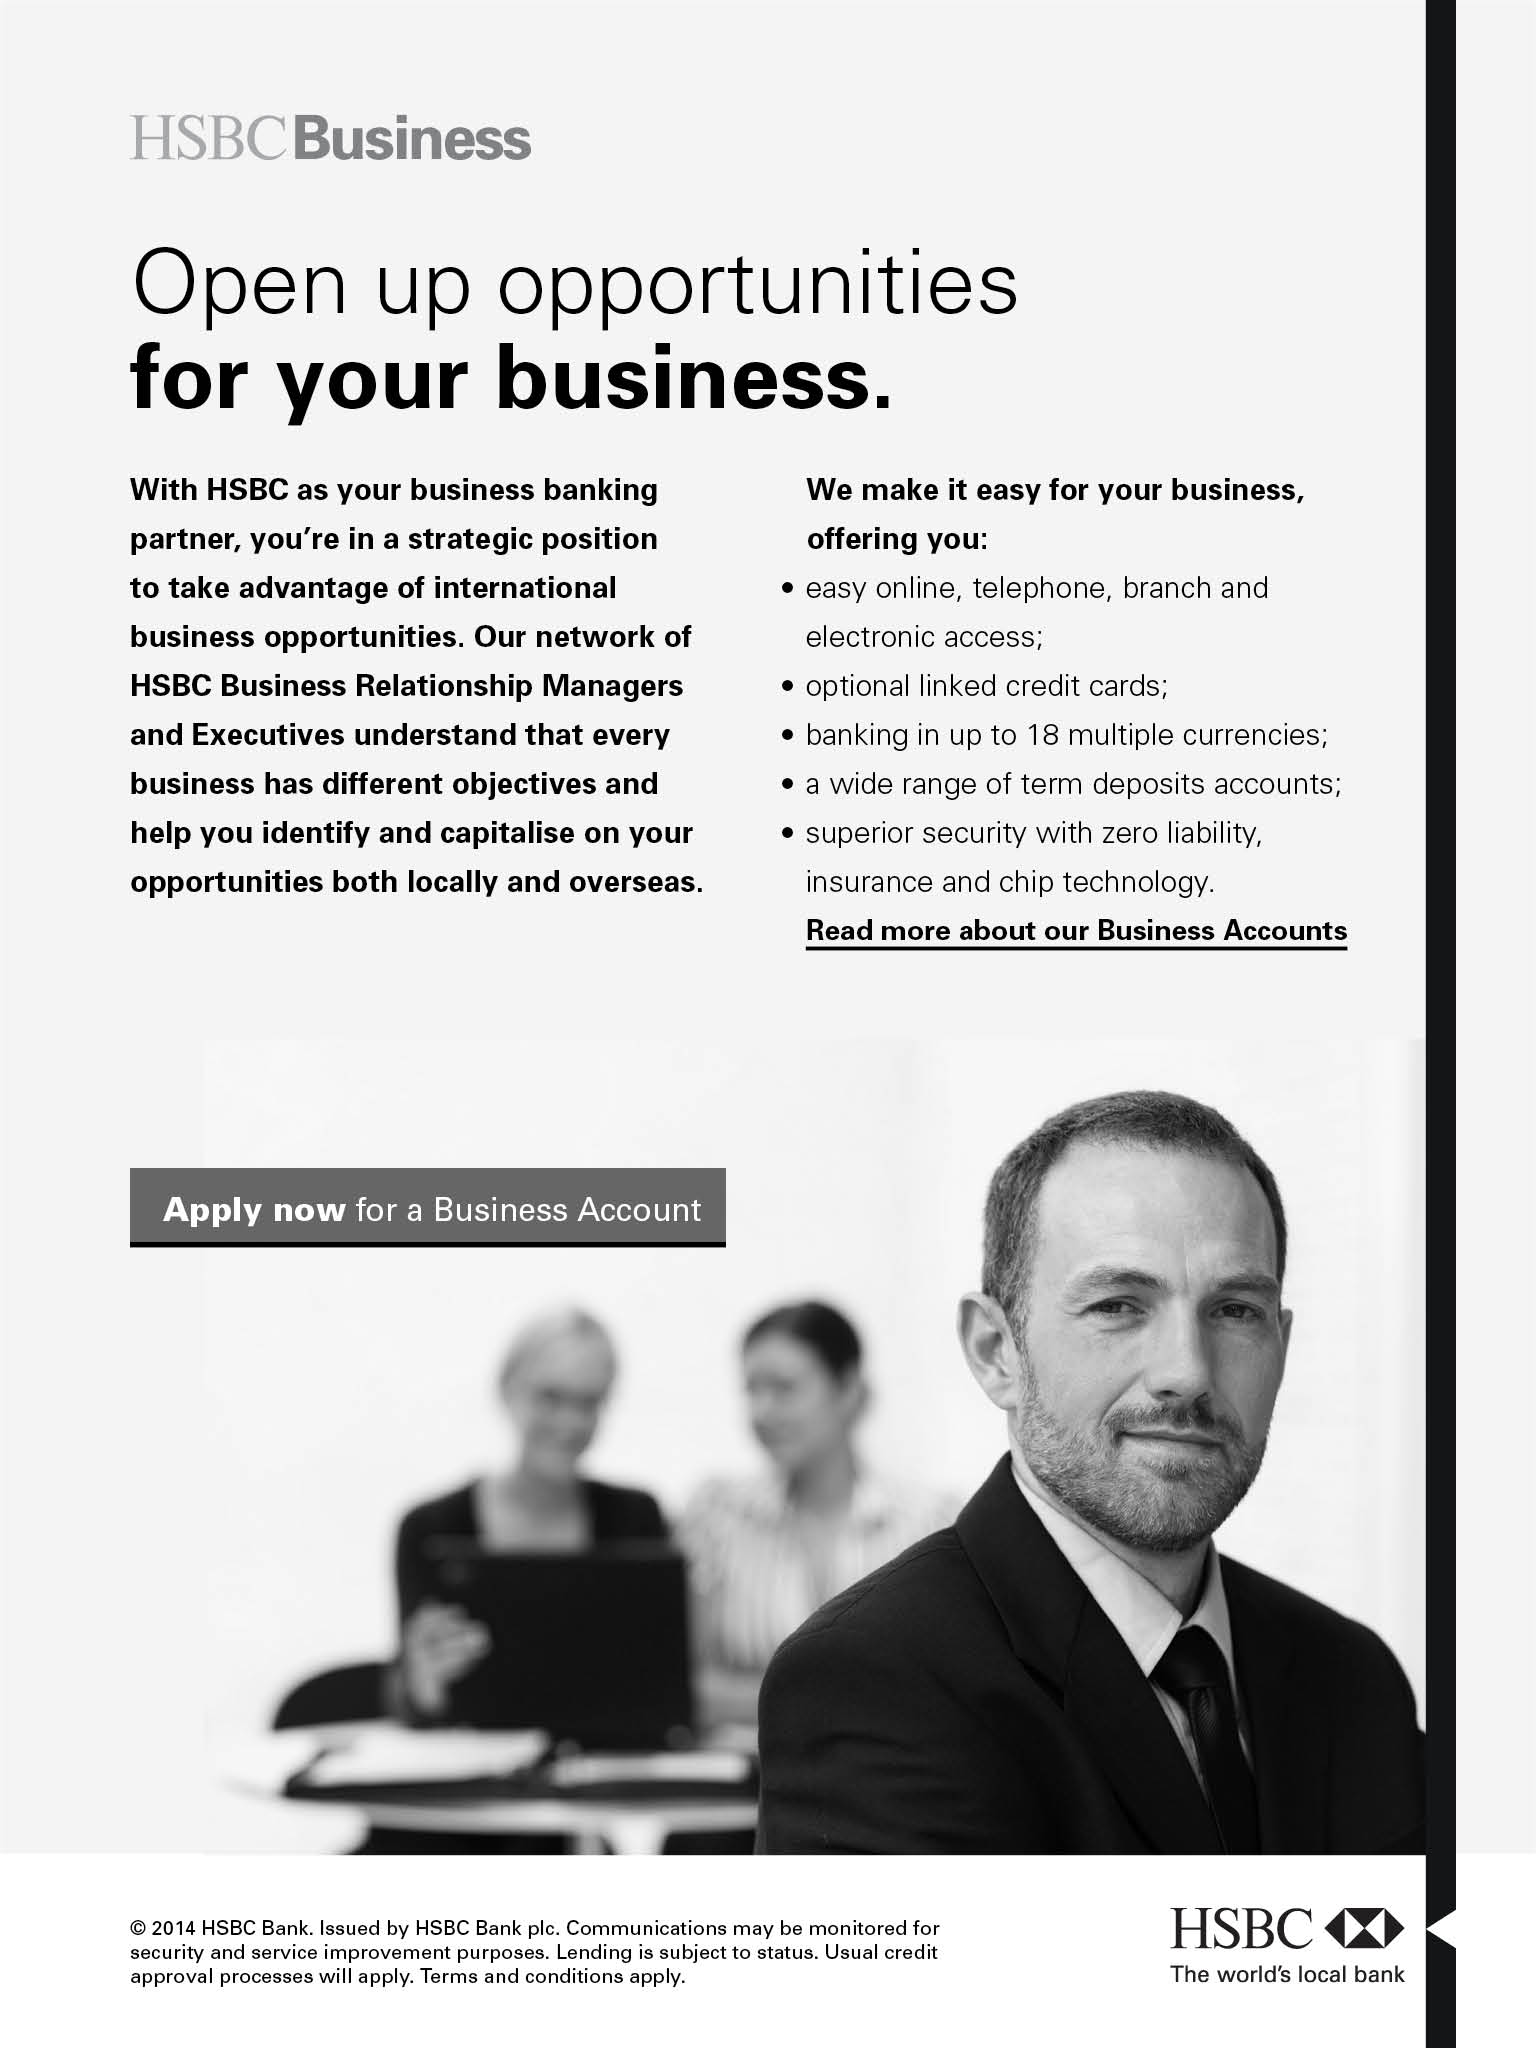 HSBC Business
Open up opportunities
for your business.
With HSBC as your business banking
partner, you’re in a strategic position
to take advantage of international
business opportunities. Our network of
HSBC Business Relationship Managers
and Executives understand that every
business has different objectives and
help you identify and capitalise on your
opportunities both locally and overseas.
We make it easy for your business,
offering you:
• easy online, telephone, branch and
electronic access;
• optional linked credit cards;
• banking in up to 18 multiple currencies;
• a wide range of term deposits accounts;
• superior security with zero liability,
insurance and chip technology.
Read more about our Business Accounts
Apply now for a Business Account
© 2014 HSBC Bank. Issued by HSBC Bank plc. Communications may be monitored for
security and service improvement purposes. Lending is subject to status. Usual credit
approval processes will apply. Terms and conditions apply.
HSBC
The world’s local bank